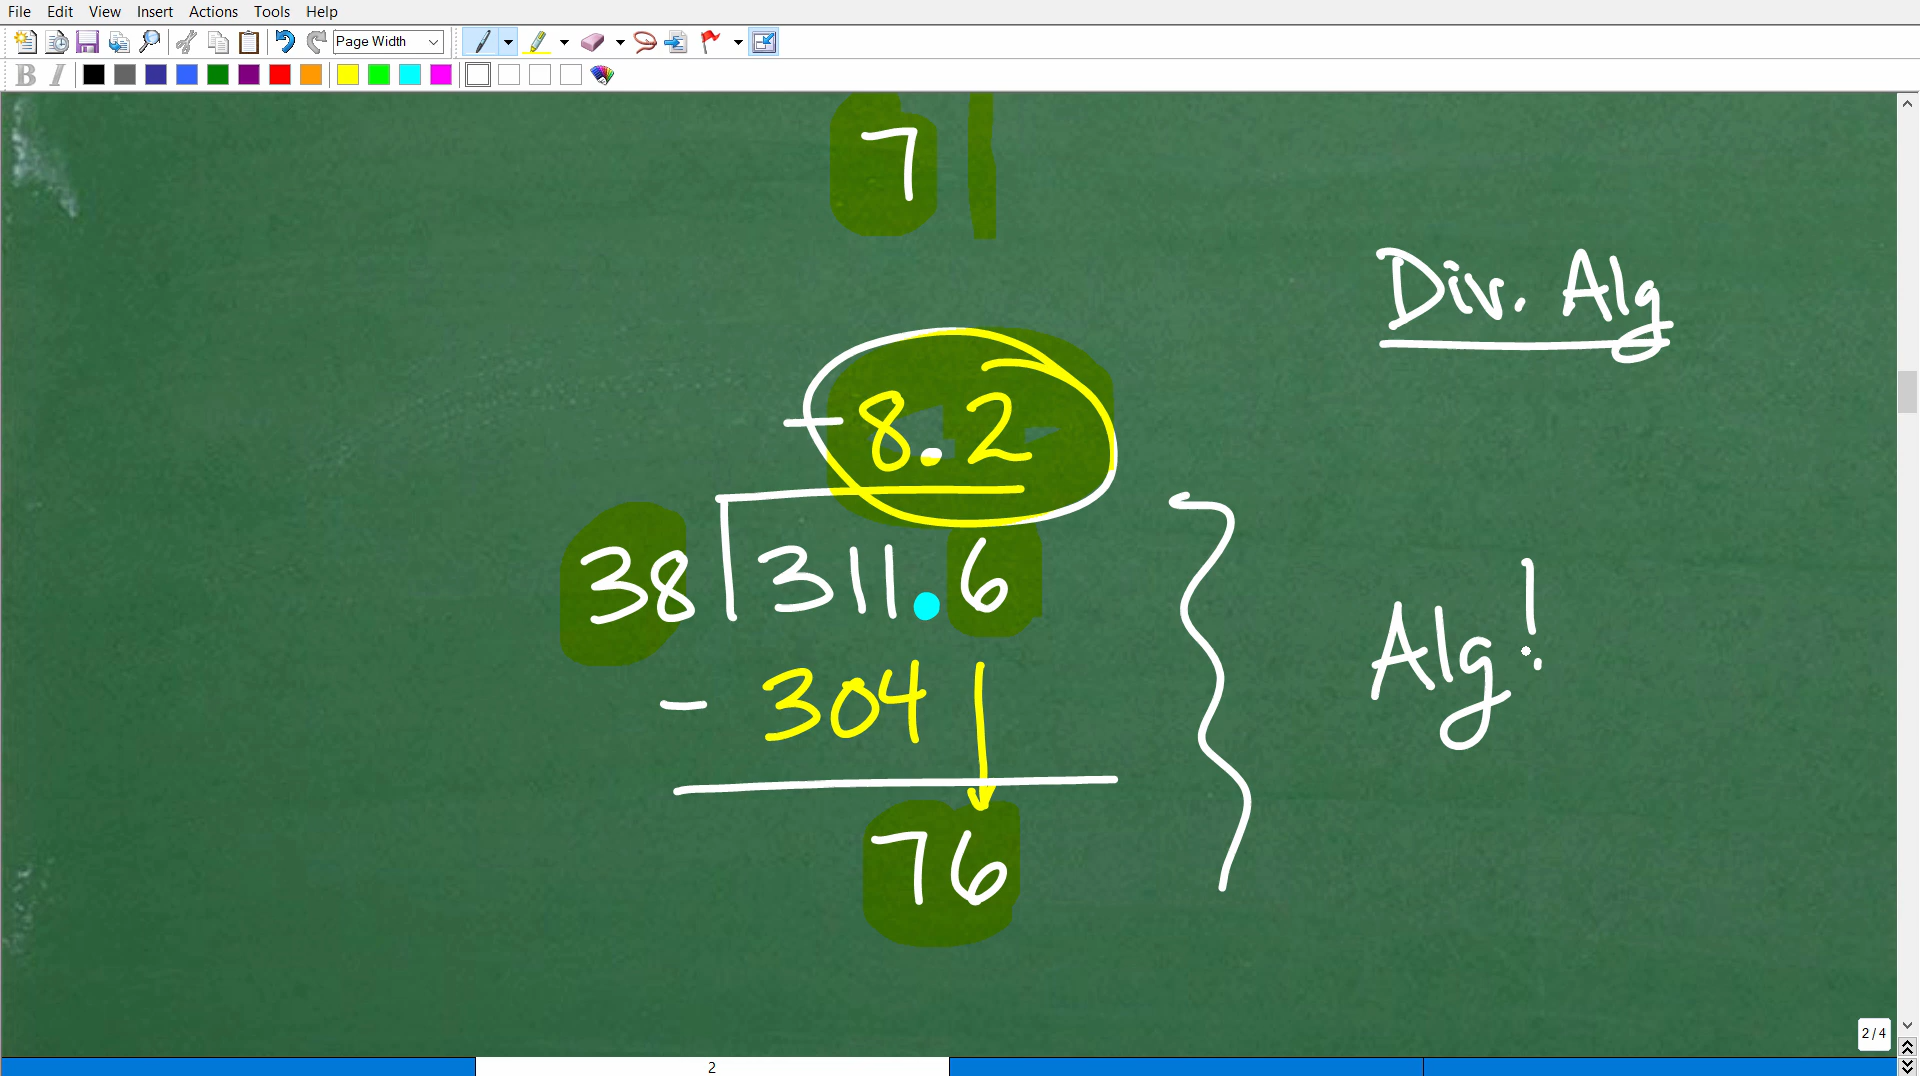 File Edit View Insert Actions Tools Help
Page Width
B I
7
Div. Alg
- 8.2
38 311.6
- 304
76
Alg!
2 / 4
2